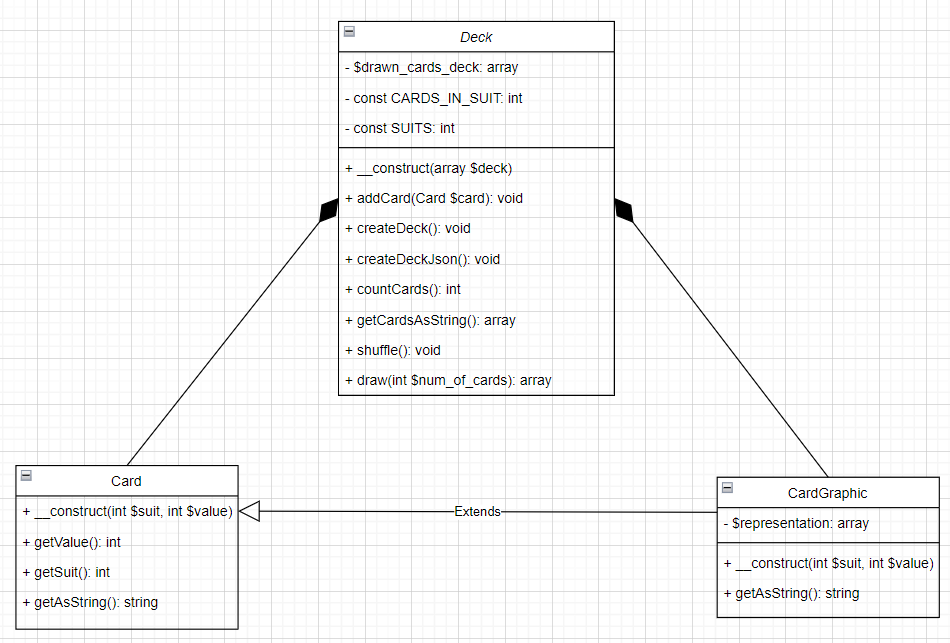 Deck
- $drawn_cards_deck: array
- const CARDS_IN_SUIT: int
- const SUITS: int
+ __construct(array $deck)
+ addCard(Card $card): void
+ createDeck(): void
+ createDeckJson(): void
+ countCards(): int
+ getCardsAsString(): array
+ shuffle(): void
+ draw(int $num_of_cards): array
Card
+ __construct(int $suit, int $value)
+ getValue(): int
+ getSuit(): int
+ getAsString(): string
Extends
CardGraphic
- $representation: array
+ __construct(int $suit, int $value)
+ getAsString(): string